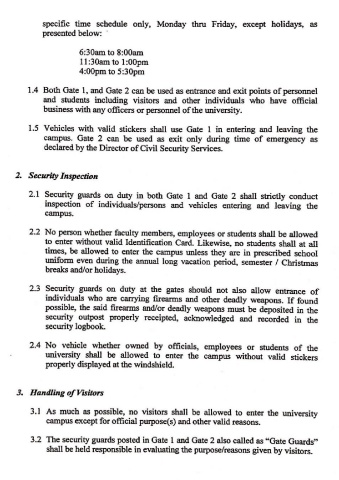 specific time schedule only, Monday thru Friday, except holidays, as
presented below:
6:30am to 8:00am
11:30am to 1:00pm
4:00pm to 5:30pm
1.4 Both Gate 1, and Gate 2 can be used as entrance and exit points of personnel
and students including visitors and other individuals who have official
business with any officers or personnel of the university.
1.5 Vehicles with valid stickers shall use Gate 1 in entering and leaving the
campus. Gate 2 can be used as exit only during time of emergency as
declared by the Director of Civil Security Services.
2. Security Inspection
2.1 Security guards on duty in both Gate 1 and Gate 2 shall strictly conduct
inspection of individuals/persons and vehicles entering and leaving the
campus.
2.2 No person whether faculty members, employees or students shall be allowed
to enter without valid Identification Card. Likewise, no students shall at all
times, be allowed to enter the campus unless they are in prescribed school
uniform even during the annual long vacation period, semester / Christmas
breaks and/or holidays.
2.3 Security guards on duty at the gates should not also allow entrance of
individuals who are carrying firearms and other deadly weapons. If found
possible, the said firearms and/or deadly weapons must be deposited in the
security outpost properly receipted, acknowledged and recorded in the
security logbook.
2.4 No vehicle whether owned by officials, employees or students of the
university shall be allowed to enter the campus without valid stickers
properly displayed at the windshield.
3. Handling of Visitors
3.1 As much as possible, no visitors shall be allowed to enter the university
campus except for official purpose(s) and other valid reasons.
3.2 The security guards posted in Gate 1 and Gate 2 also called as "Gate Guards"
shall be held responsible in evaluating the purpose/reasons given by visitors.